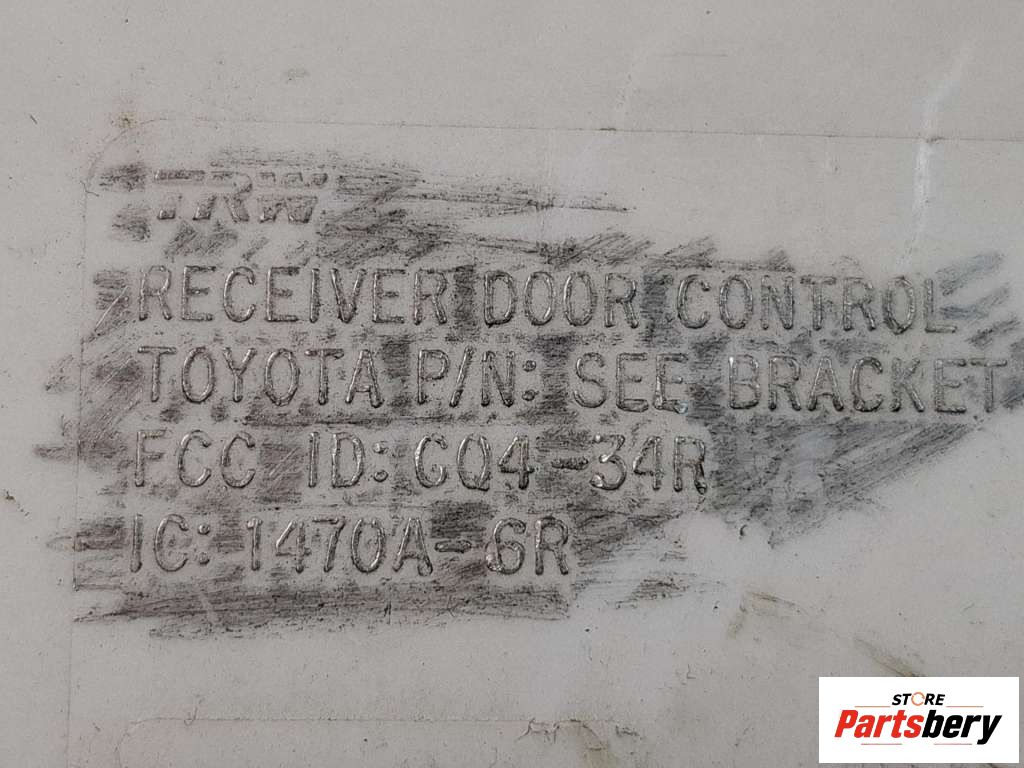 TRW
RECEIVER DOOR CONTROL
TOYOTA P/N: SEE BRACKET
FCC ID: GQ4-34R
IC: 1470A-6R
STORE
Partsbery